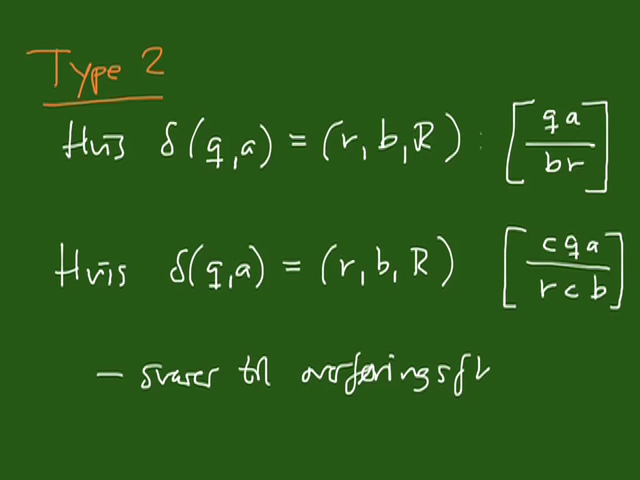 Type 2
Hvis δ(q,a) = (r, b, R) : [qa / br]
Hvis δ(q,a) = (r, b, R) [cqa / rcb]
- svarer til